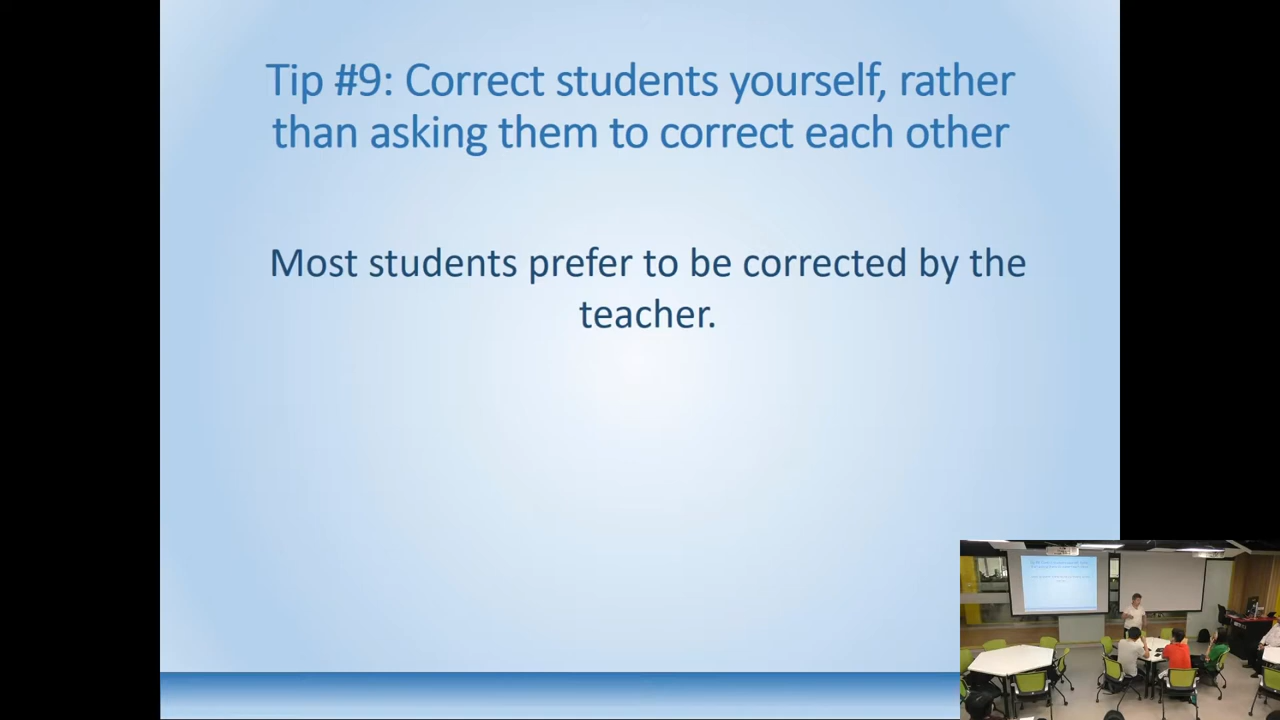 Tip #9: Correct students yourself, rather
than asking them to correct each other
Most students prefer to be corrected by the
teacher.